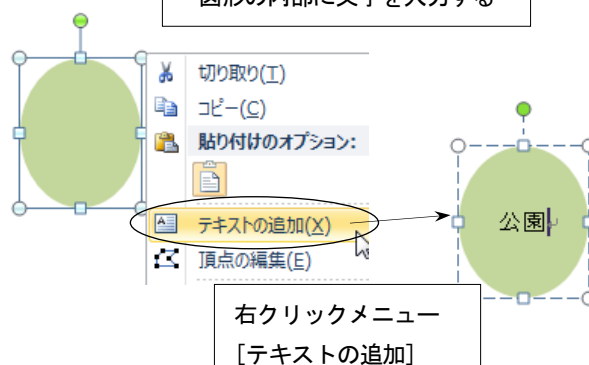 図形の内部に文字を入力する
切り取り(T)
コピー(C)
貼り付けのオプション:
テキストの追加(X)
頂点の編集(E)
公園
右クリックメニュー
[テキストの追加]